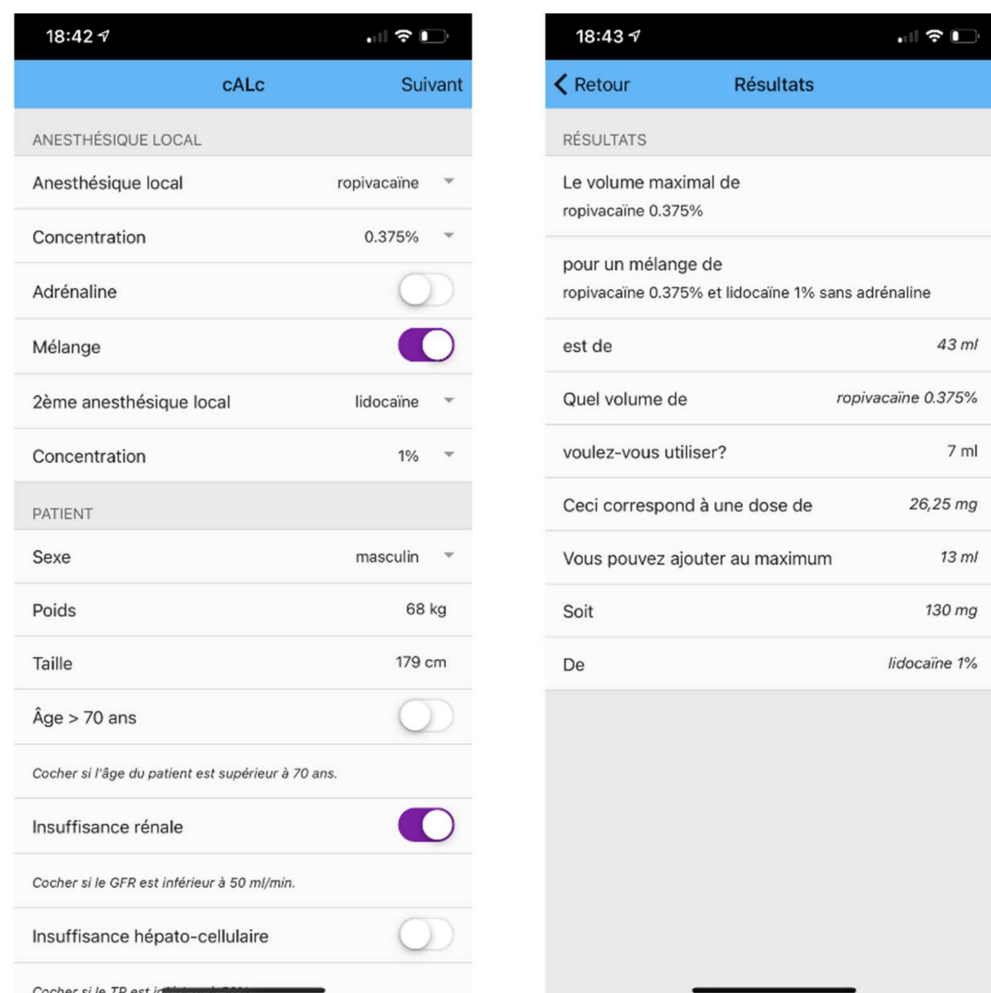 18:42
cALc
Suivant
ANESTHÉSIQUE LOCAL
Anesthésique local ropivacaïne
Concentration 0.375%
Adrénaline
Mélange
2ème anesthésique local lidocaïne
Concentration 1%
PATIENT
Sexe masculin
Poids 68 kg
Taille 179 cm
Âge > 70 ans
Cocher si l'âge du patient est supérieur à 70 ans.
Insuffisance rénale
Cocher si le GFR est inférieur à 50 ml/min.
Insuffisance hépato-cellulaire
Cocher si le TP est
18:43
Retour
Résultats
RÉSULTATS
Le volume maximal de
ropivacaïne 0.375%
pour un mélange de
ropivacaïne 0.375% et lidocaïne 1% sans adrénaline
est de 43 ml
Quel volume de ropivacaïne 0.375%
voulez-vous utiliser? 7 ml
Ceci correspond à une dose de 26,25 mg
Vous pouvez ajouter au maximum 13 ml
Soit 130 mg
De lidocaïne 1%